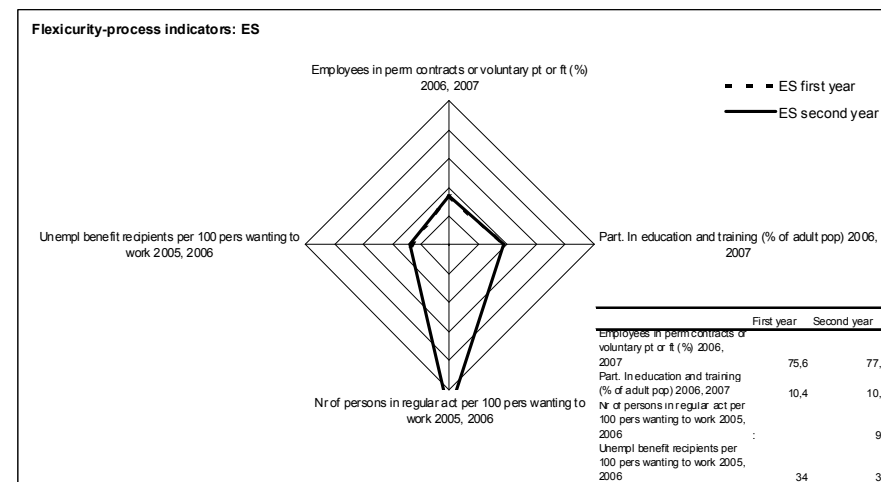 Flexicurity-process indicators: ES
Employees in perm contracts or voluntary pt or ft (%)
2006, 2007
ES first year
ES second year
Unempl benefit recipients per 100 pers wanting to
work 2005, 2006
Part. In education and training (% of adult pop) 2006,
2007
Nr of persons in regular act per 100 pers wanting to
work 2005, 2006
First year Second year
Employees in perm contracts or
voluntary pt or ft (%) 2006,
2007 75,6 77,
Part. In education and training
(% of adult pop) 2006, 2007 10,4 10,
Nr of persons in regular act per
100 pers wanting to work 2005,
2006 : 9
Unempl benefit recipients per
100 pers wanting to work 2005,
2006 34 3